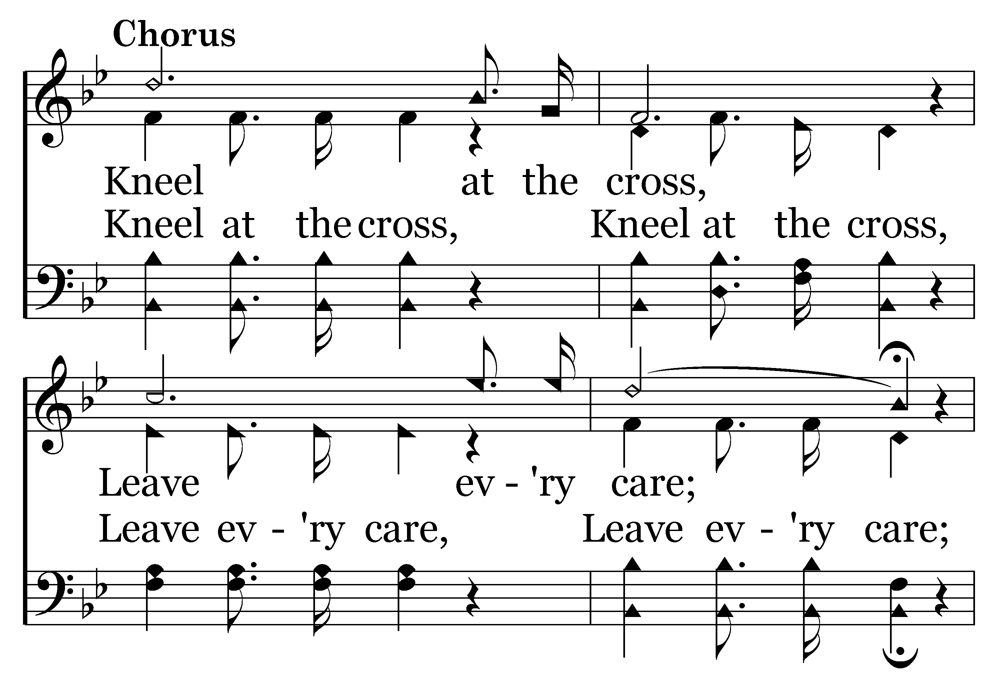 Chorus
Kneel at the cross,
Kneel at the cross, Kneel at the cross,
Leave ev - 'ry care;
Leave ev - 'ry care, Leave ev - 'ry care;